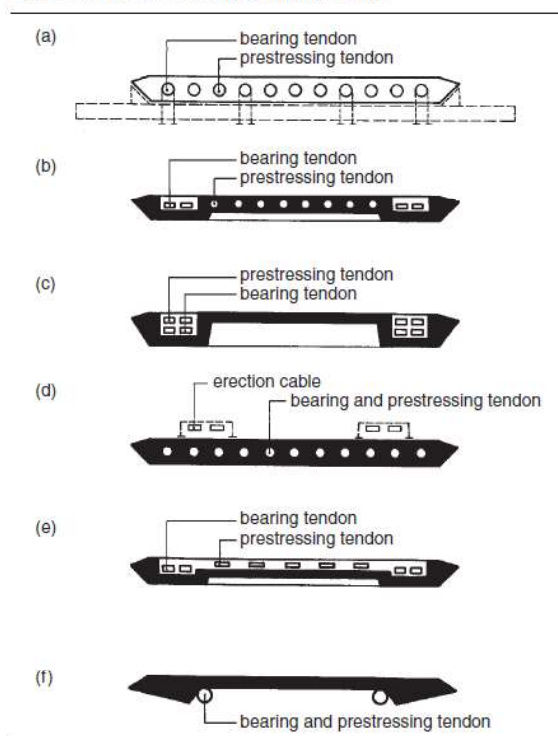 (a)
bearing tendon
prestressing tendon
(b)
bearing tendon
prestressing tendon
(c)
prestressing tendon
bearing tendon
(d)
erection cable
bearing and prestressing tendon
(e)
bearing tendon
prestressing tendon
(f)
bearing and prestressing tendon